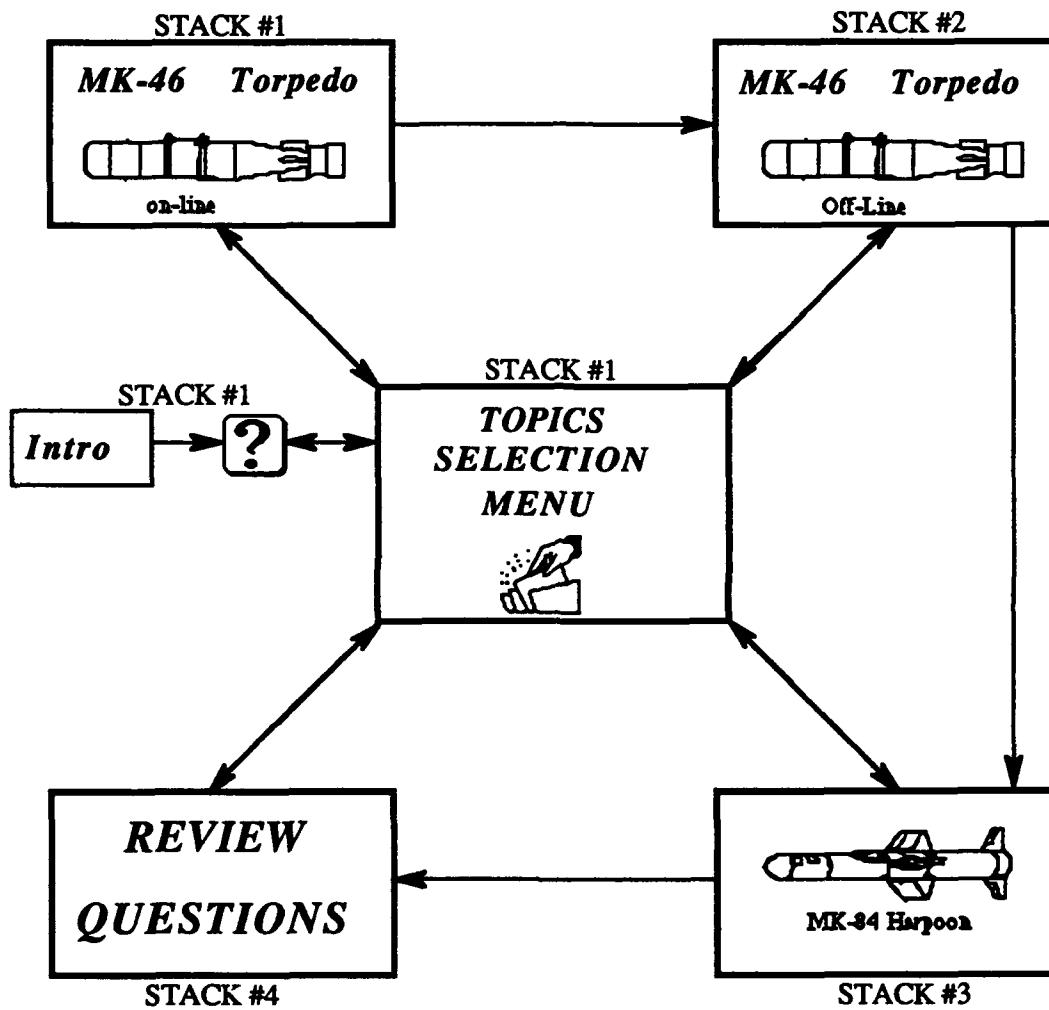 STACK #1
MK-46 Torpedo
on-line
STACK #2
MK-46 Torpedo
Off-Line
STACK #1
Intro
?
STACK #1
TOPICS
SELECTION
MENU
REVIEW
QUESTIONS
STACK #4
MK-84 Harpoon
STACK #3